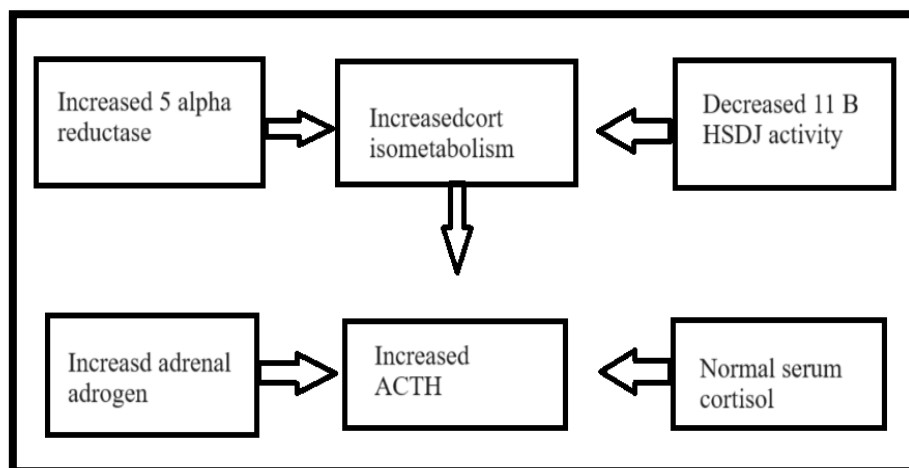 Increased 5 alpha
reductase
Increasedcort
isometabolism
Decreased 11 B
HSDJ activity
Increasd adrenal
adrogen
Increased
ACTH
Normal serum
cortisol